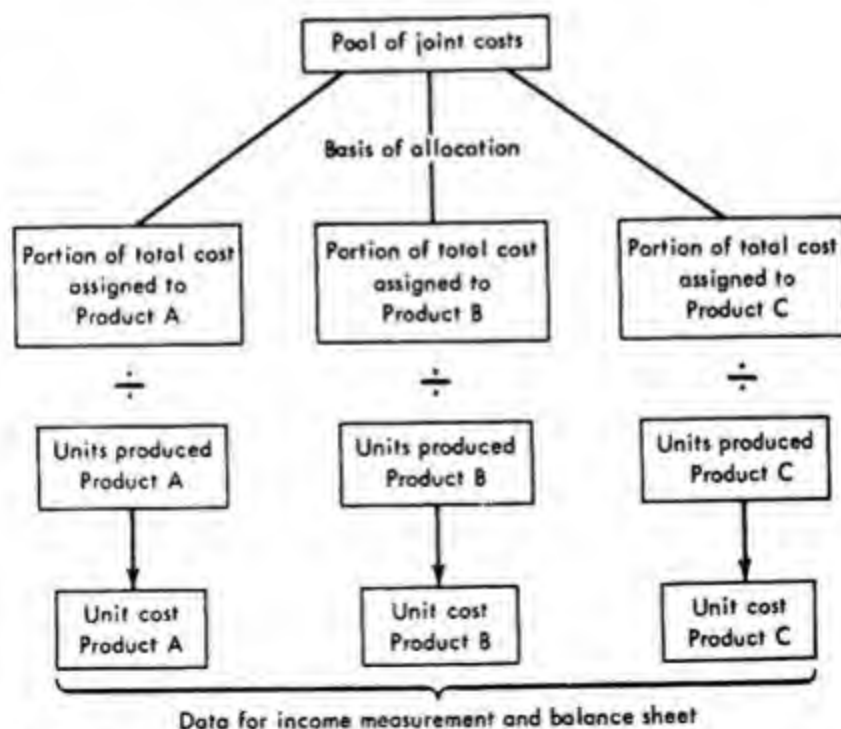 Pool of joint costs
Basis of allocation
Portion of total cost
assigned to
Product A
Portion of total cost
assigned to
Product B
Portion of total cost
assigned to
Product C
÷
÷
÷
Units produced
Product A
Units produced
Product B
Units produced
Product C
Unit cost
Product A
Unit cost
Product B
Unit cost
Product C
Data for income measurement and balance sheet